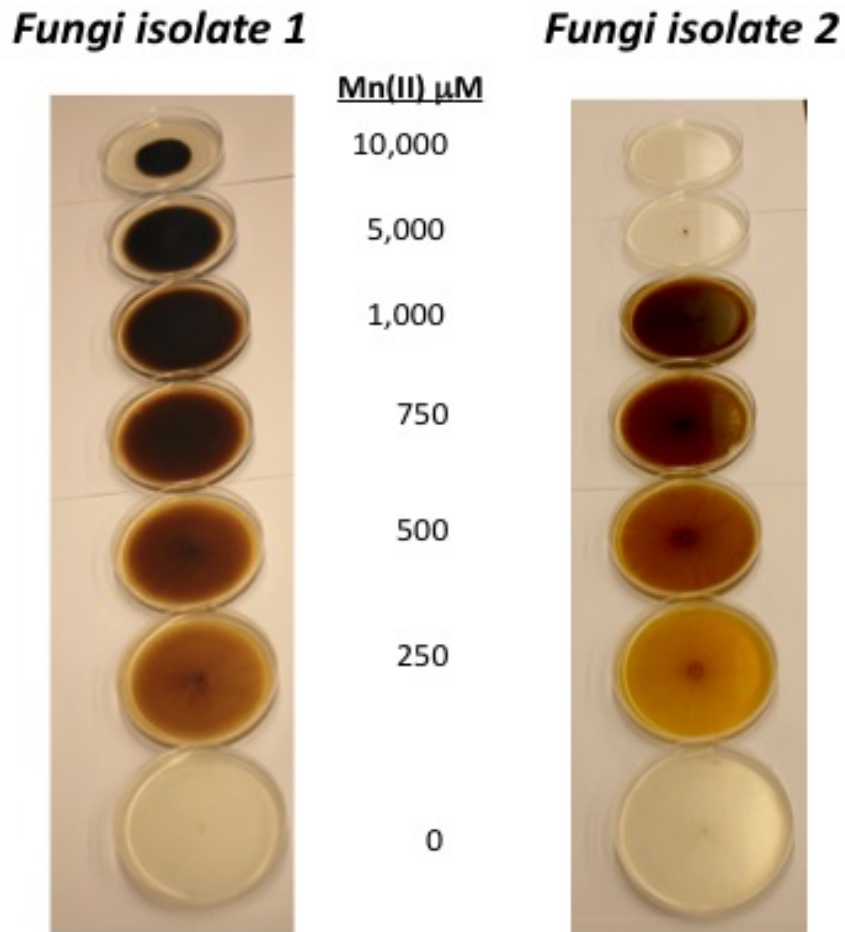 Fungi isolate 1
Fungi isolate 2
Mn(II) μM
10,000
5,000
1,000
750
500
250
0